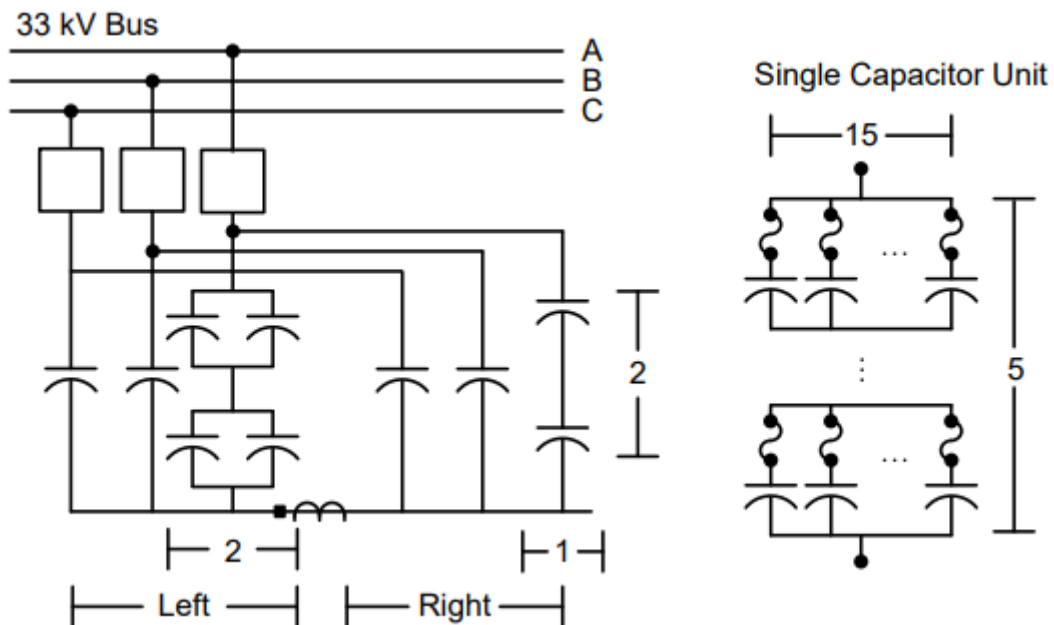 33 kV Bus
A
B
C
Single Capacitor Unit
15
...
2
5
...
2
1
Left
Right